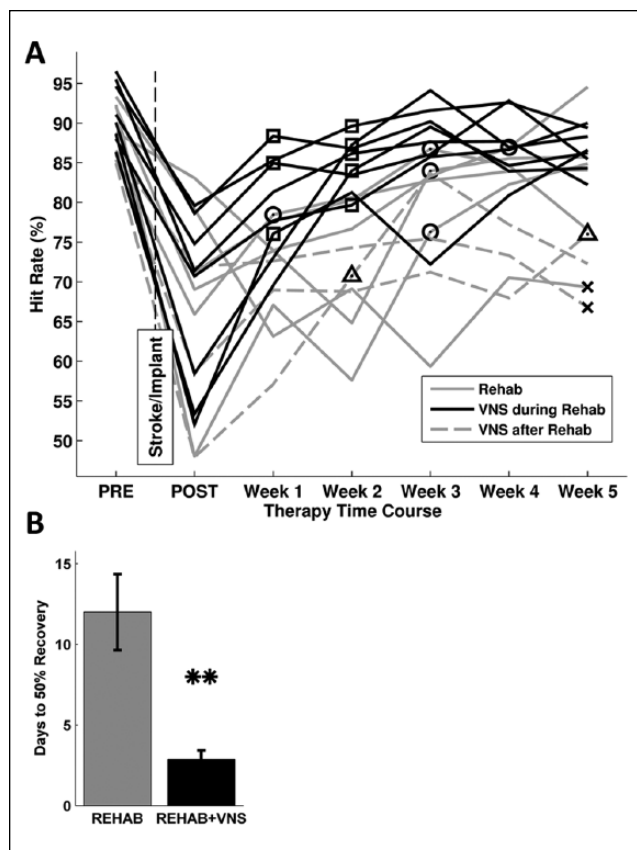 A
Hit Rate (%)
95
90
85
80
75
70
65
60
55
50
Stroke/Implant
Rehab
VNS during Rehab
VNS after Rehab
PRE POST Week 1 Week 2 Week 3 Week 4 Week 5
Therapy Time Course
B
Days to 50% Recovery
15
10
5
0
**
REHAB REHAB+VNS